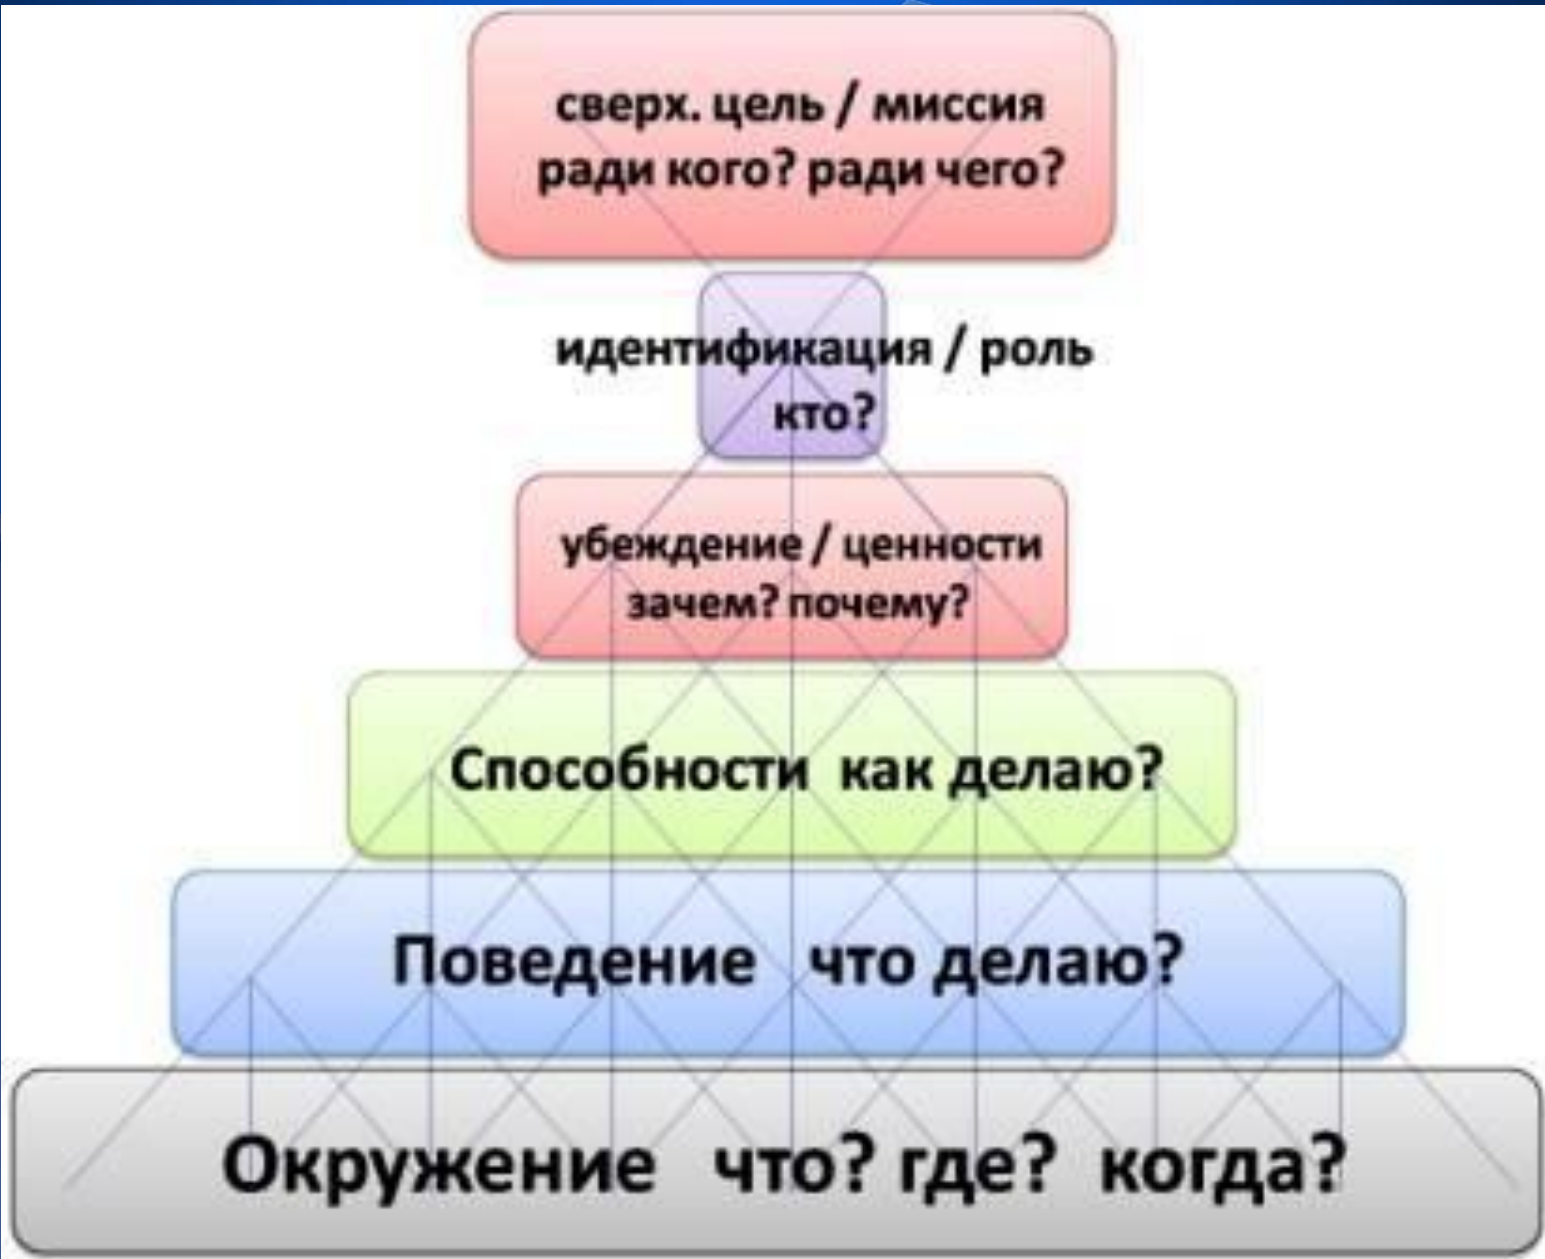 сверх. цель / миссия
ради кого? ради чего?
идентификация / роль
кто?
убеждение / ценности
зачем? почему?
Способности как делаю?
Поведение что делаю?
Окружение что? где? когда?